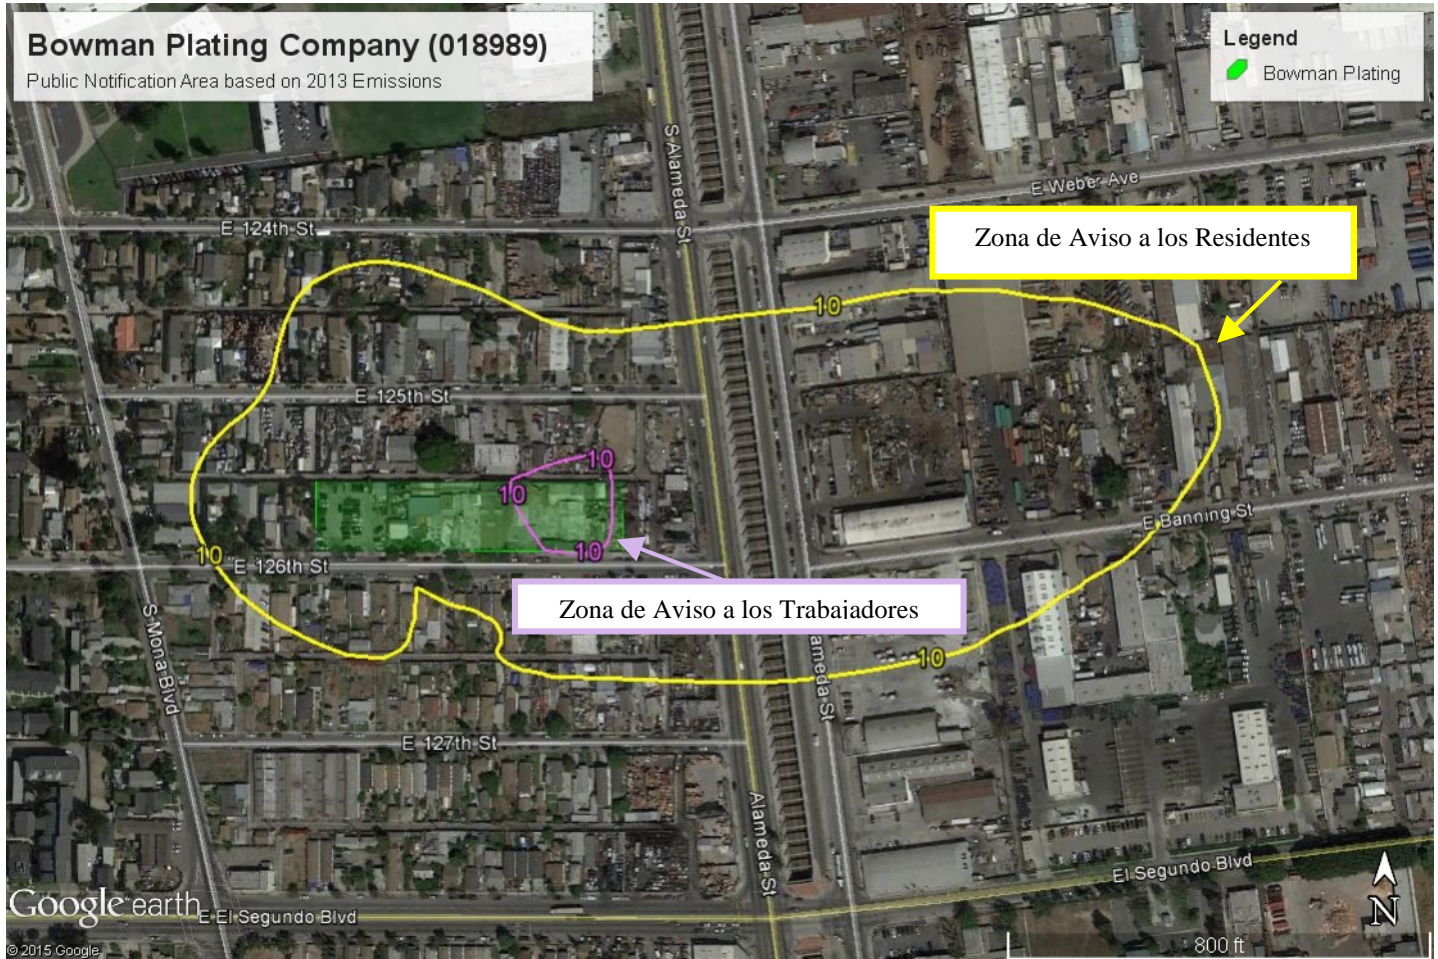 Bowman Plating Company (018989)
Public Notification Area based on 2013 Emissions
Legend
Bowman Plating
S Alameda St
E Weber Ave
E 124th St
Zona de Aviso a los Residentes
10
E 125th St
10
10
E Banning St
10
E 126th St
10
Zona de Aviso a los Trabajadores
S Mona Blvd
10
Alameda St
E 127th St
Alameda St
El Segundo Blvd
Google earth
E El Segundo Blvd
N
© 2015 Google
800 ft